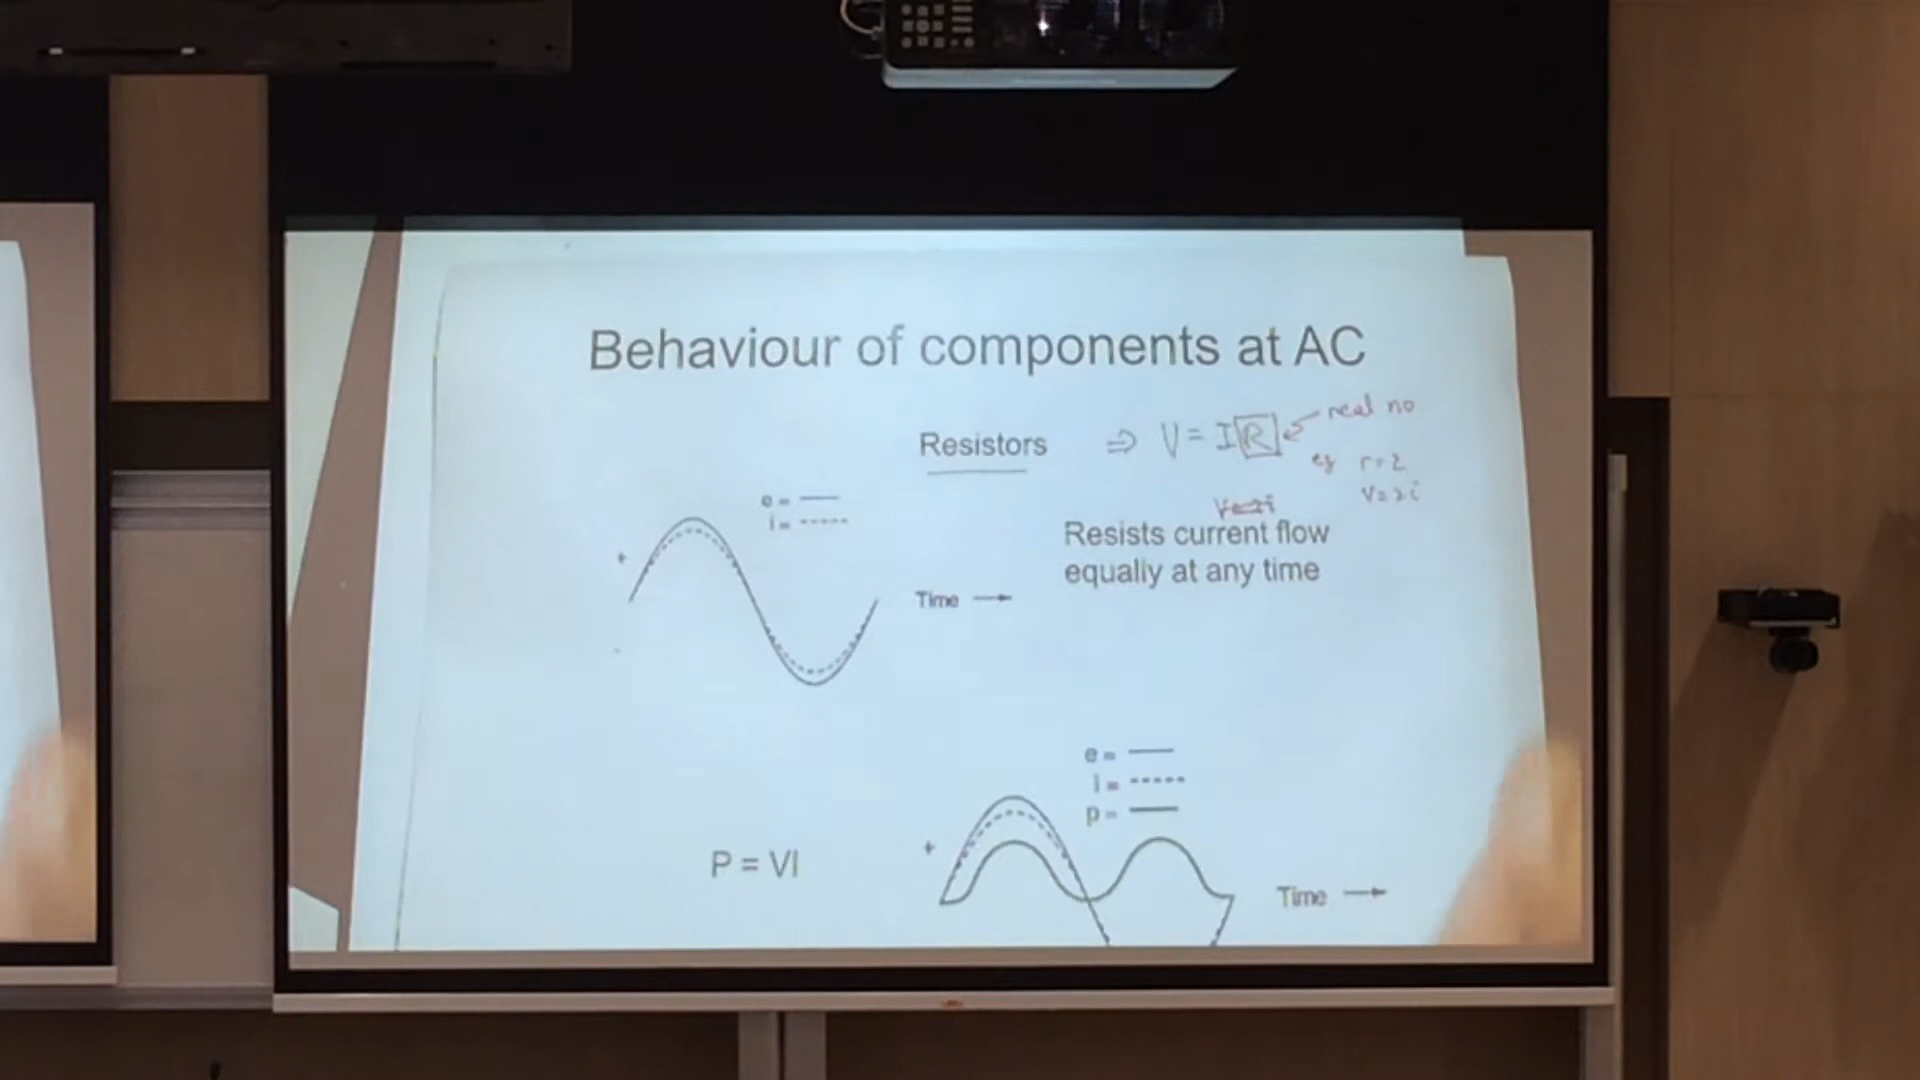 Behaviour of components at AC
Resistors ⇒ V = I R
real no
eg r=2
V=2i
e =
i =
V=2i
Resists current flow
equally at any time
+
Time
e =
i =
p =
+
P = VI
Time